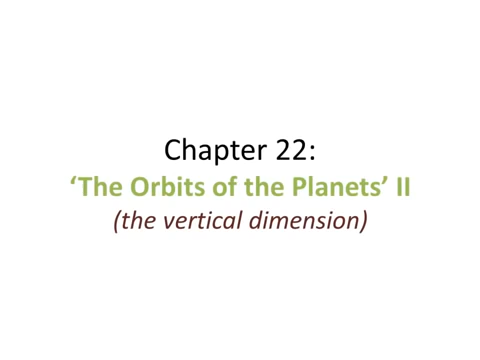 Chapter 22:
‘The Orbits of the Planets’ II
(the vertical dimension)